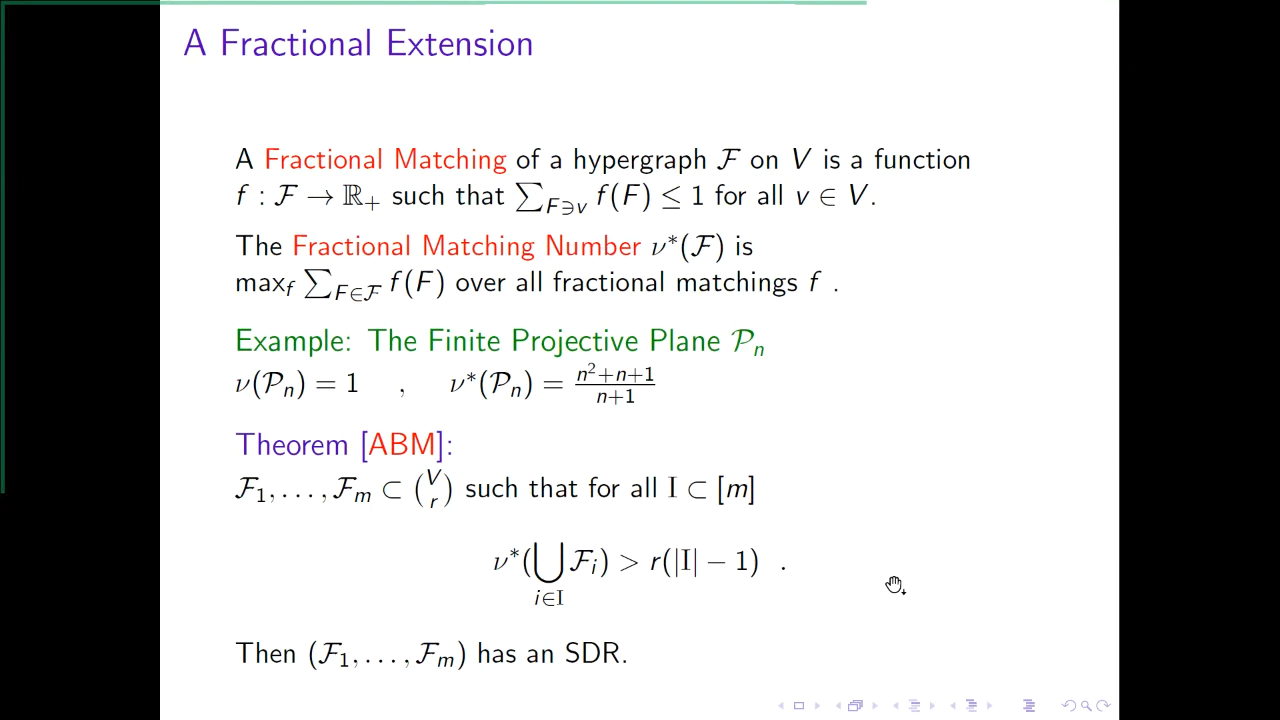 A Fractional Extension
A Fractional Matching of a hypergraph ℱ on V is a function
f : ℱ → ℝ₊ such that ∑_{F∋v} f(F) ≤ 1 for all v ∈ V.
The Fractional Matching Number ν*(ℱ) is
max_f ∑_{F∈ℱ} f(F) over all fractional matchings f .
Example: The Finite Projective Plane 𝒫ₙ
ν(𝒫ₙ) = 1 , ν*(𝒫ₙ) = \frac{n²+n+1}{n+1}
Theorem [ABM]:
ℱ₁, . . . , ℱₘ ⊂ \binom{V}{r} such that for all I ⊂ [m]
ν*(⋃_{i∈I} ℱᵢ) > r(|I| − 1) .
Then (ℱ₁, . . . , ℱₘ) has an SDR.